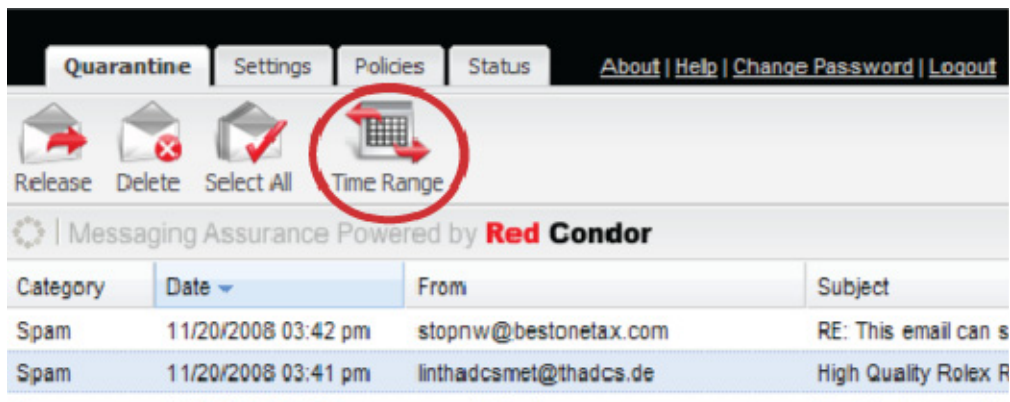 Quarantine Settings Policies Status About | Help | Change Password | Logout
Release Delete Select All Time Range
Messaging Assurance Powered by Red Condor
Category Date From Subject
Spam 11/20/2008 03:42 pm stopnw@bestonetax.com RE: This email can s
Spam 11/20/2008 03:41 pm linthadcsmet@thadcs.de High Quality Rolex R